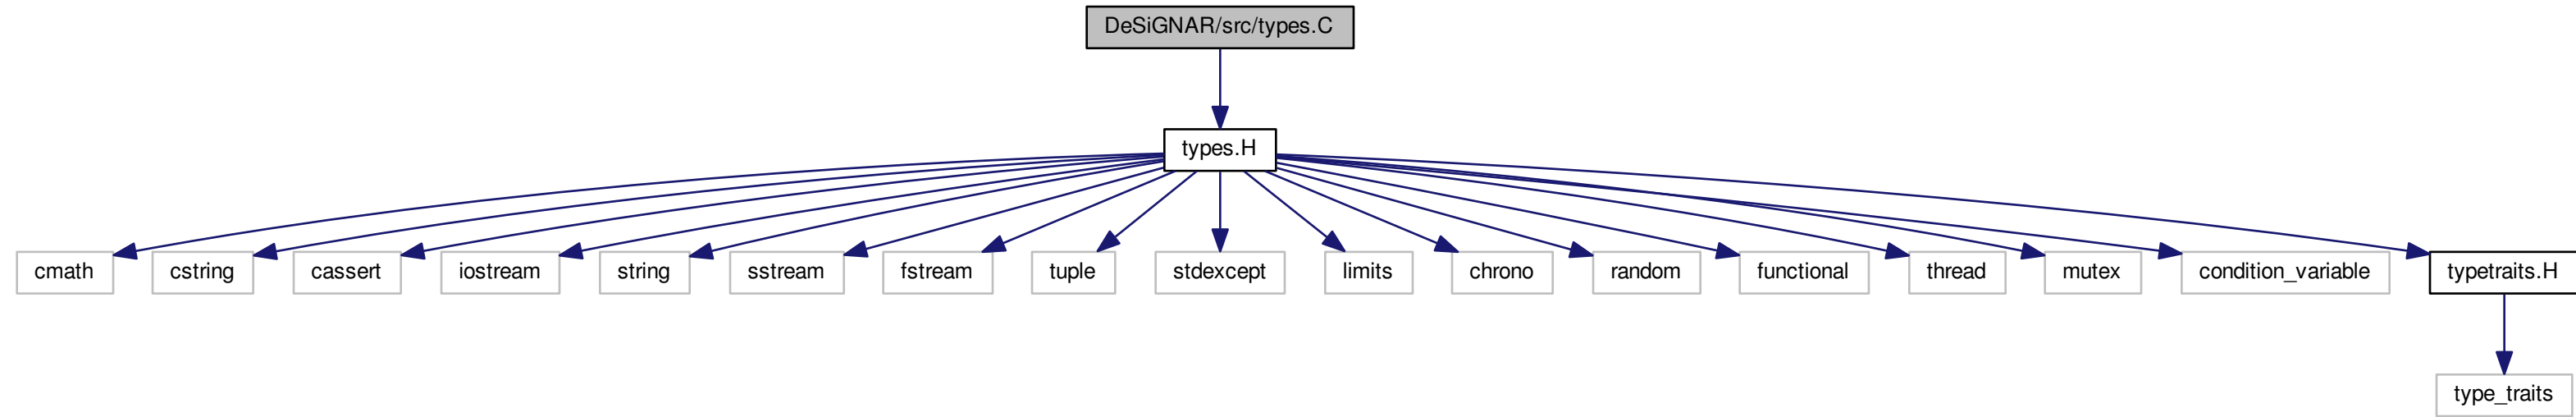 DeSiGNAR/src/types.C
types.H
cmath
cstring
cassert
iostream
string
sstream
fstream
tuple
stdexcept
limits
chrono
random
functional
thread
mutex
condition_variable
typetraits.H
type_traits